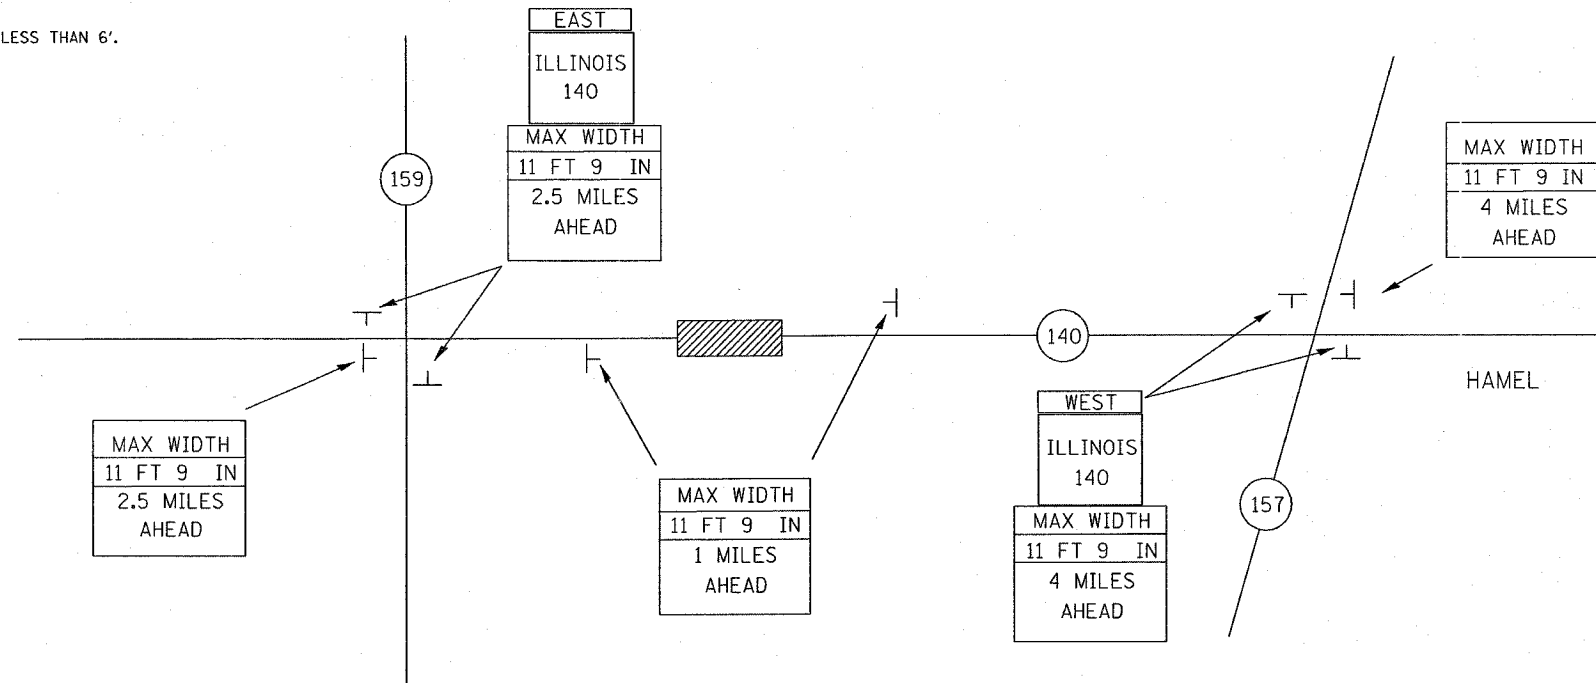 LESS THAN 6'.
EAST
ILLINOIS
140
MAX WIDTH
11 FT 9 IN
2.5 MILES
AHEAD
159
MAX WIDTH
11 FT 9 IN
4 MILES
AHEAD
140
HAMEL
MAX WIDTH
11 FT 9 IN
2.5 MILES
AHEAD
MAX WIDTH
11 FT 9 IN
1 MILES
AHEAD
WEST
ILLINOIS
140
MAX WIDTH
11 FT 9 IN
4 MILES
AHEAD
157